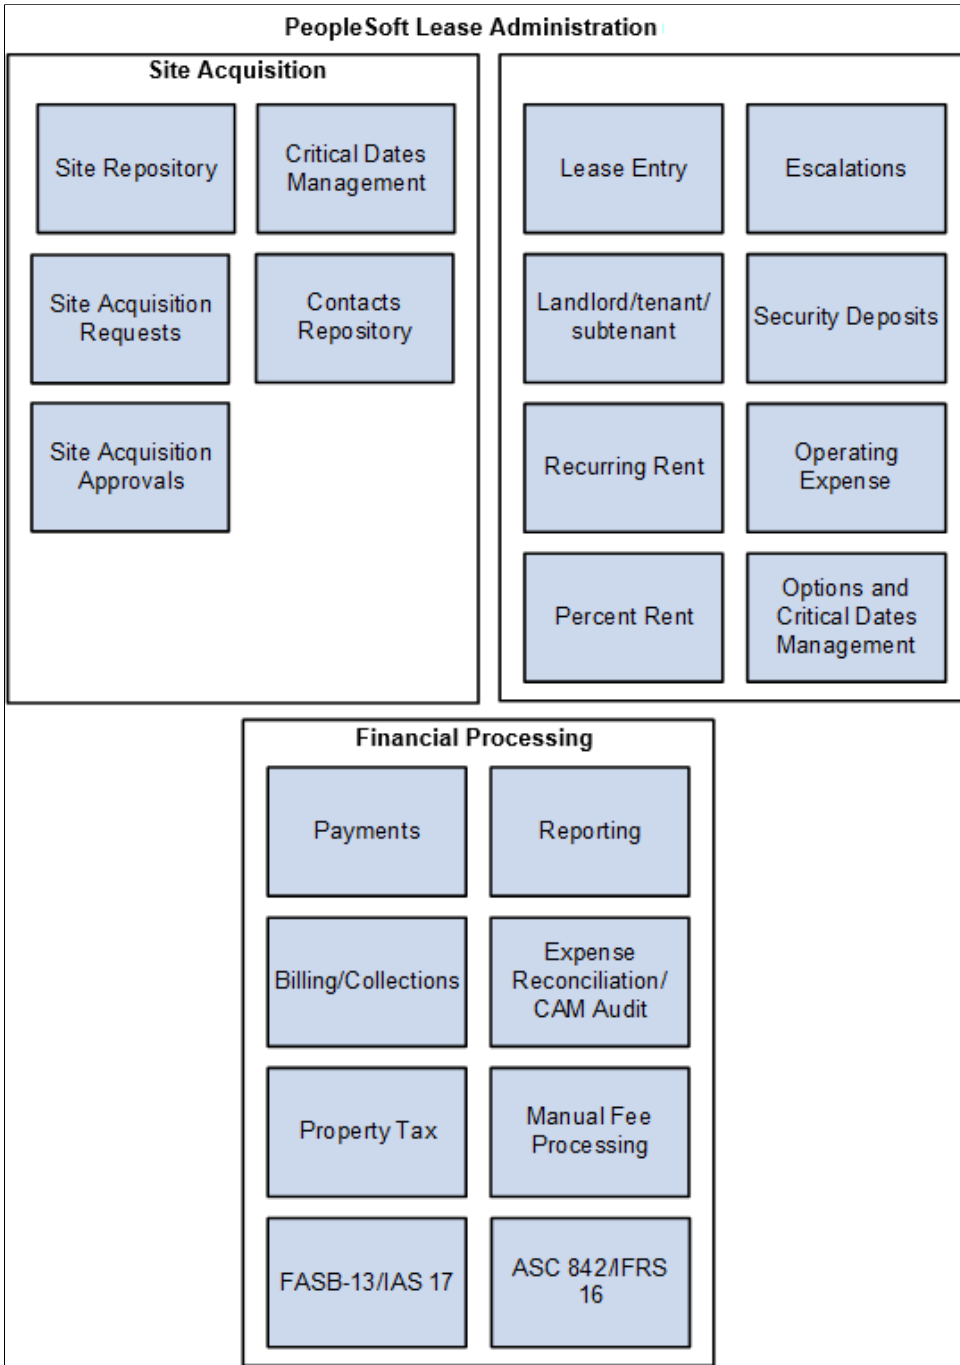 PeopleSoft Lease Administration
Site Acquisition
Site Repository
Critical Dates
Management
Site Acquisition
Requests
Contacts
Repository
Site Acquisition
Approvals
Lease Entry
Escalations
Landlord/tenant/
subtenant
Security Deposits
Recurring Rent
Operating
Expense
Percent Rent
Options and
Critical Dates
Management
Financial Processing
Payments
Reporting
Billing/Collections
Expense
Reconciliation/
CAM Audit
Property Tax
Manual Fee
Processing
FASB-13/IAS 17
ASC 842/IFRS
16